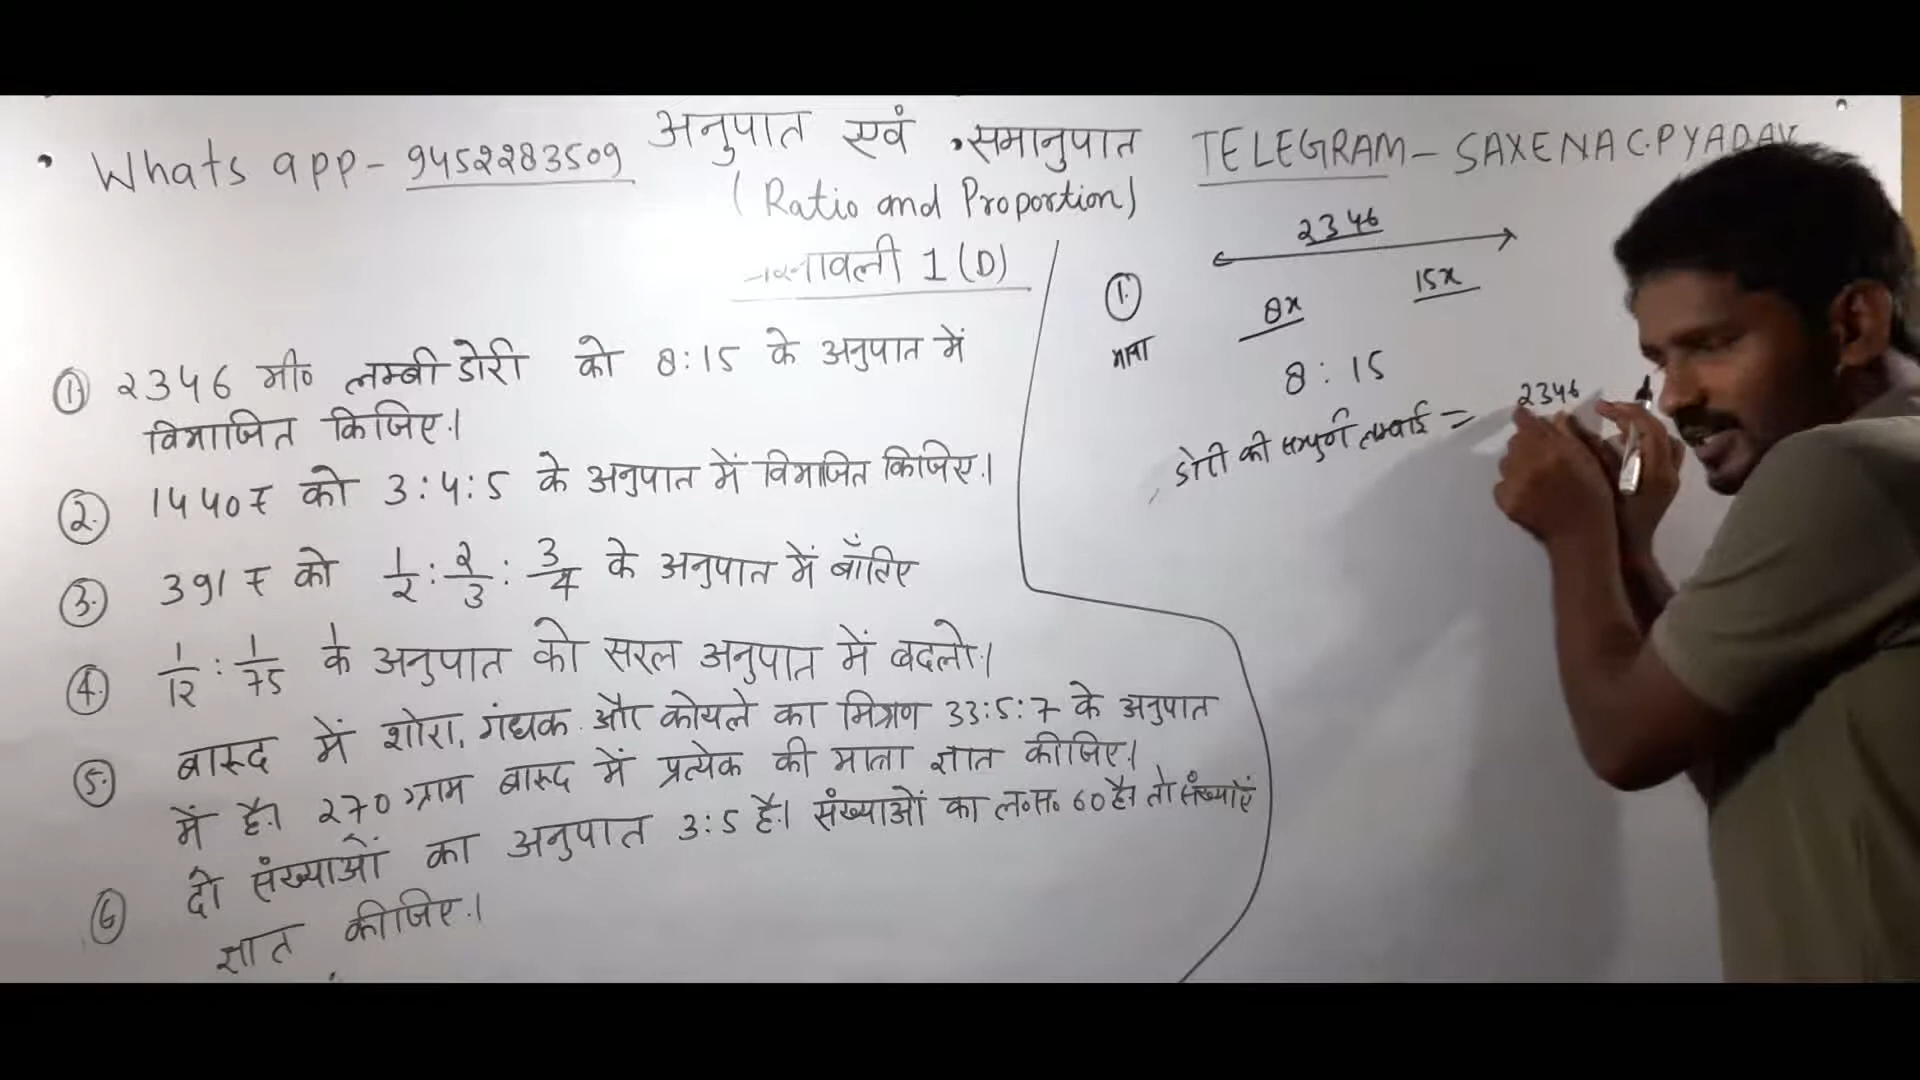 Whats app - 9452283509 अनुपात एवं समानुपात TELEGRAM - SAXENA C.P YADAV
(Ratio and Proportion)
1 (D)
① 2346 मी० लम्बी डोरी को 8:15 के अनुपात में
विभाजित किजिए।
② 1440₹ को 3:4:5 के अनुपात में विभाजित किजिए।
③ 391 ₹ को 1/2 : 2/3 : 3/4 के अनुपात में बाँटिए
④ 1/12 : 1/75 के अनुपात को सरल अनुपात में बदलो।
⑤ बारूद में शोरा, गंधक और कोयले का मिश्रण 33:5:7 के अनुपात
में है। 270 ग्राम बारूद में प्रत्येक की मात्रा ज्ञात कीजिए।
⑥ दो संख्याओं का अनुपात 3:5 है। संख्याओं का ल०स० 60 है। तो संख्याएं
ज्ञात कीजिए।
2346
① 8x 15x
माना
8 : 15
डोरी की सम्पुर्ण लम्बाई = 2346